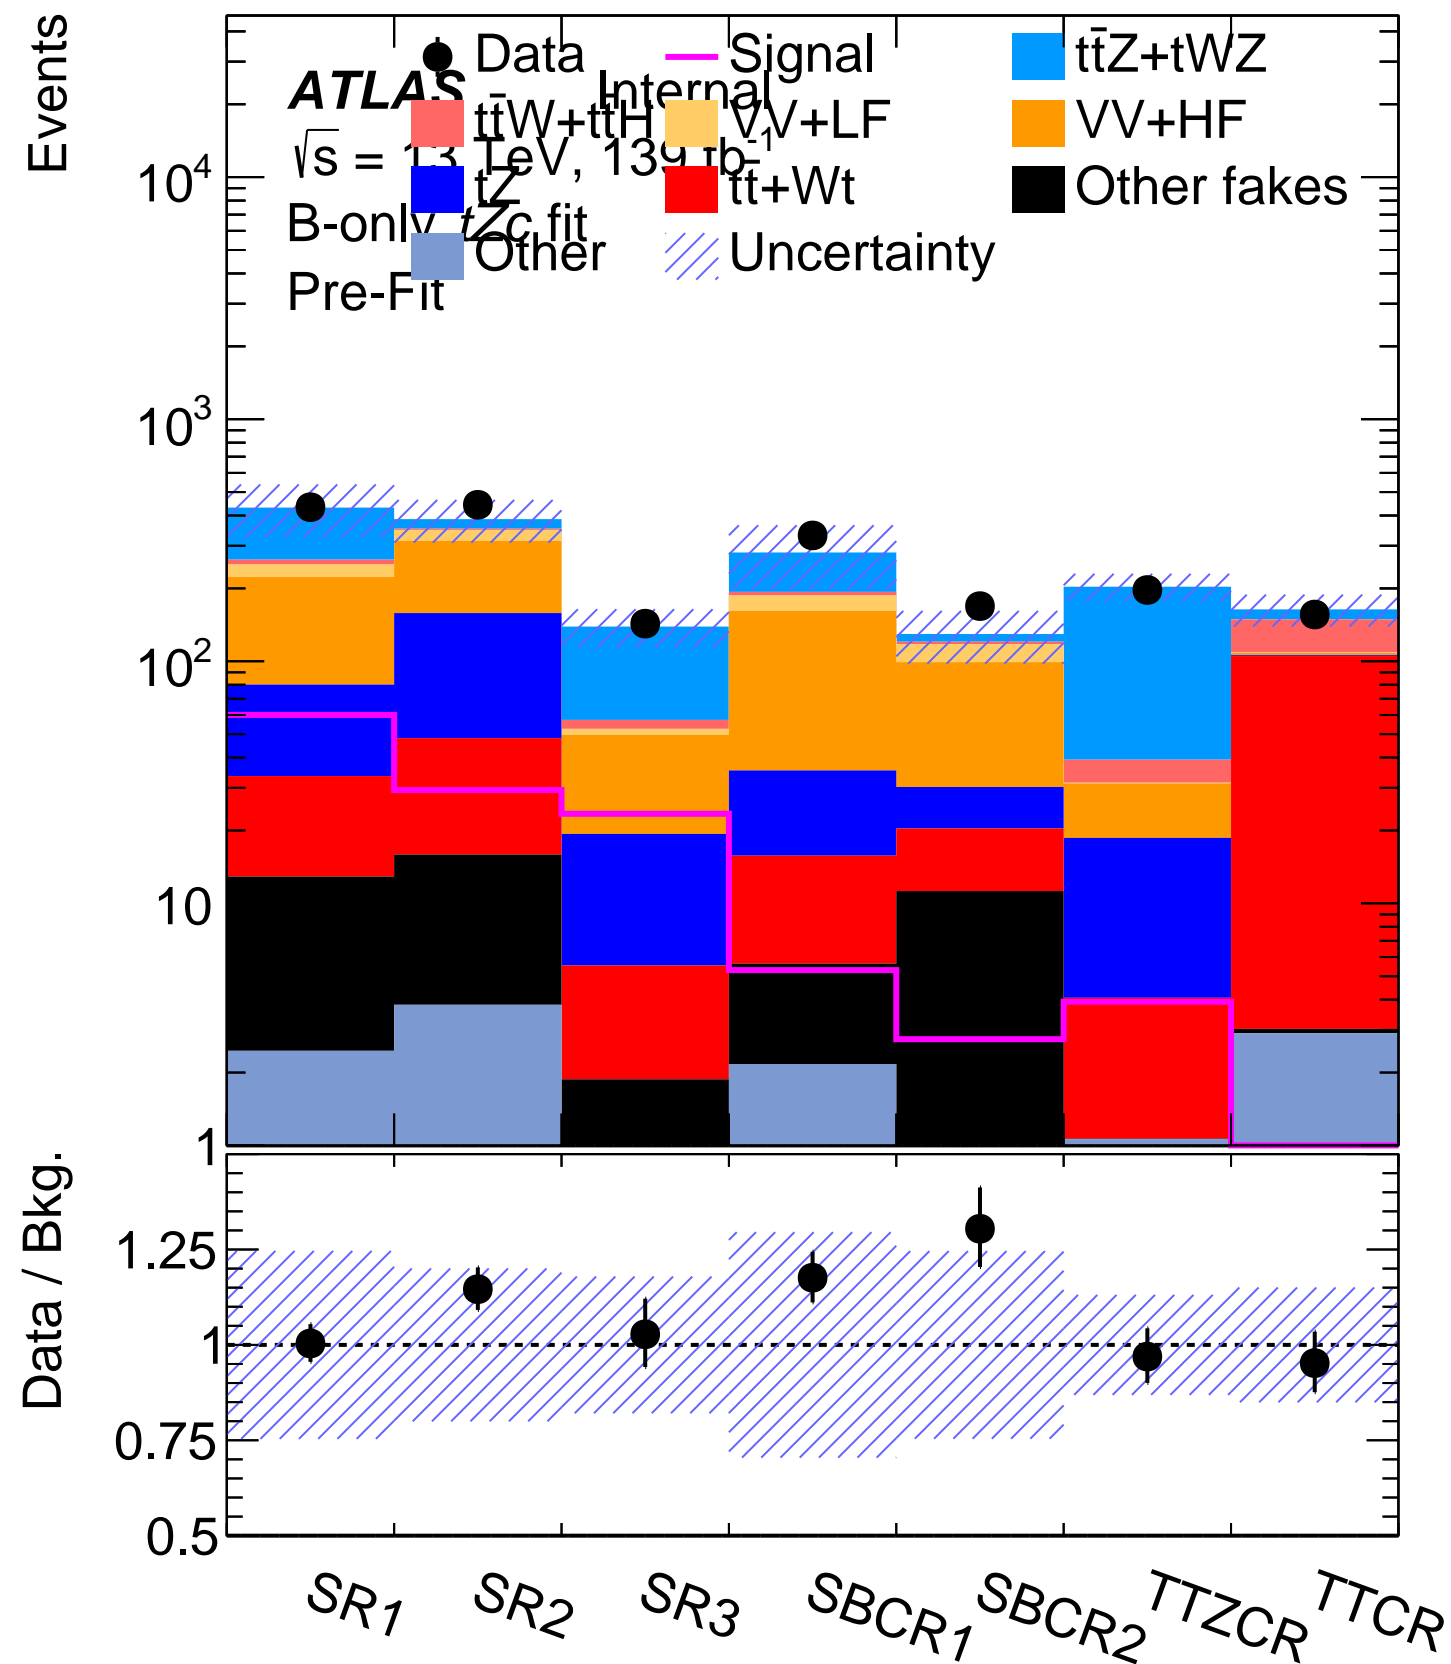 Events
10⁴
10³
10²
10
1
ATLAS Internal
√s = 13 TeV, 139 fb⁻¹
B-only tZc fit
Pre-Fit
Data
Signal
tt̄Z+tWZ
tt̄W+tt̄H
VV+LF
VV+HF
tZ
tt̄+Wt
Other fakes
Other
Uncertainty
Data / Bkg.
1.25
1
0.75
0.5
SR1
SR2
SR3
SBCR1
SBCR2
TTZCR
TTCR